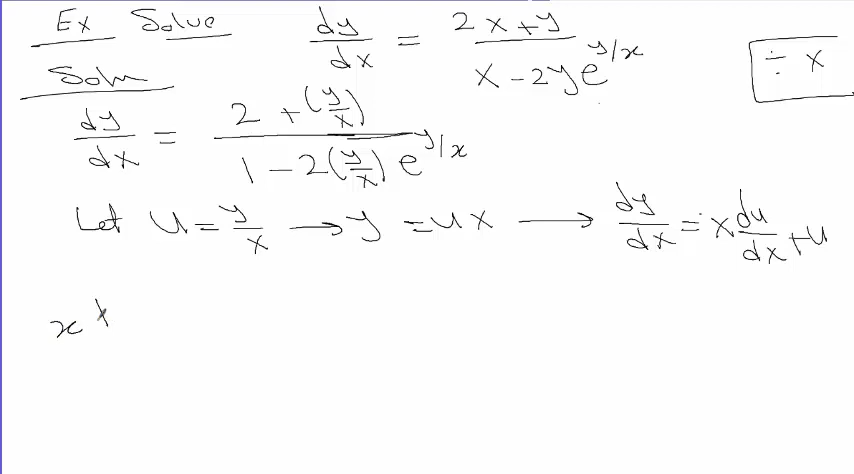 Ex Solve dy/dx = 2x+y / x-2ye^y/x ÷ x
Soln
dy/dx = 2+(y/x) / 1-2(y/x)e^y/x
Let u=y/x → y=ux → dy/dx = x du/dx + u
x